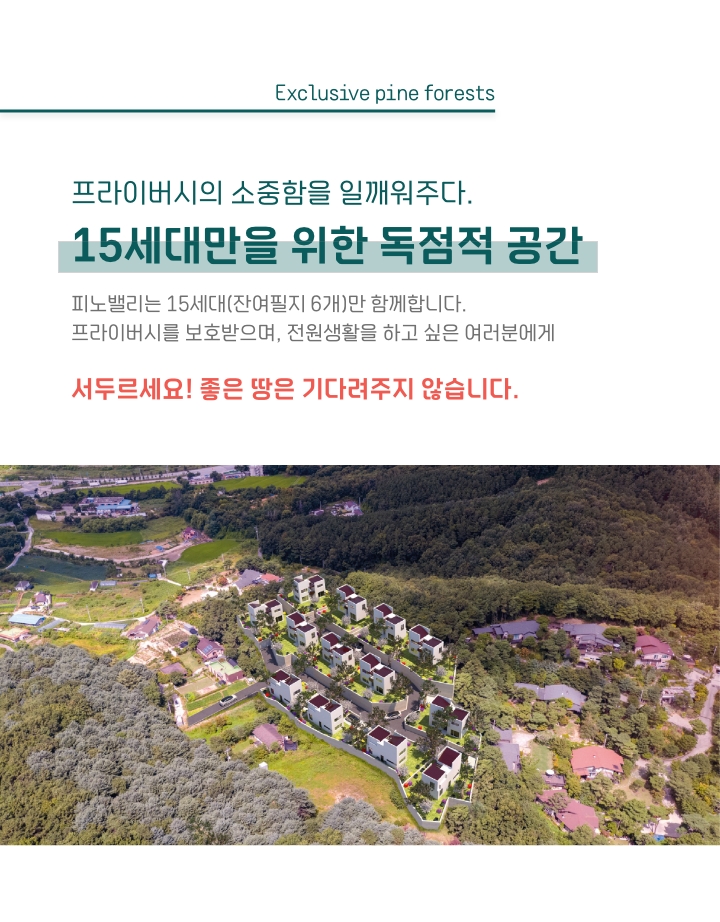 Exclusive pine forests
프라이버시의 소중함을 일깨워주다.
15세대만을 위한 독점적 공간
피노밸리는 15세대(잔여필지 6개)만 함께합니다.
프라이버시를 보호받으며, 전원생활을 하고 싶은 여러분에게
서두르세요! 좋은 땅은 기다려주지 않습니다.